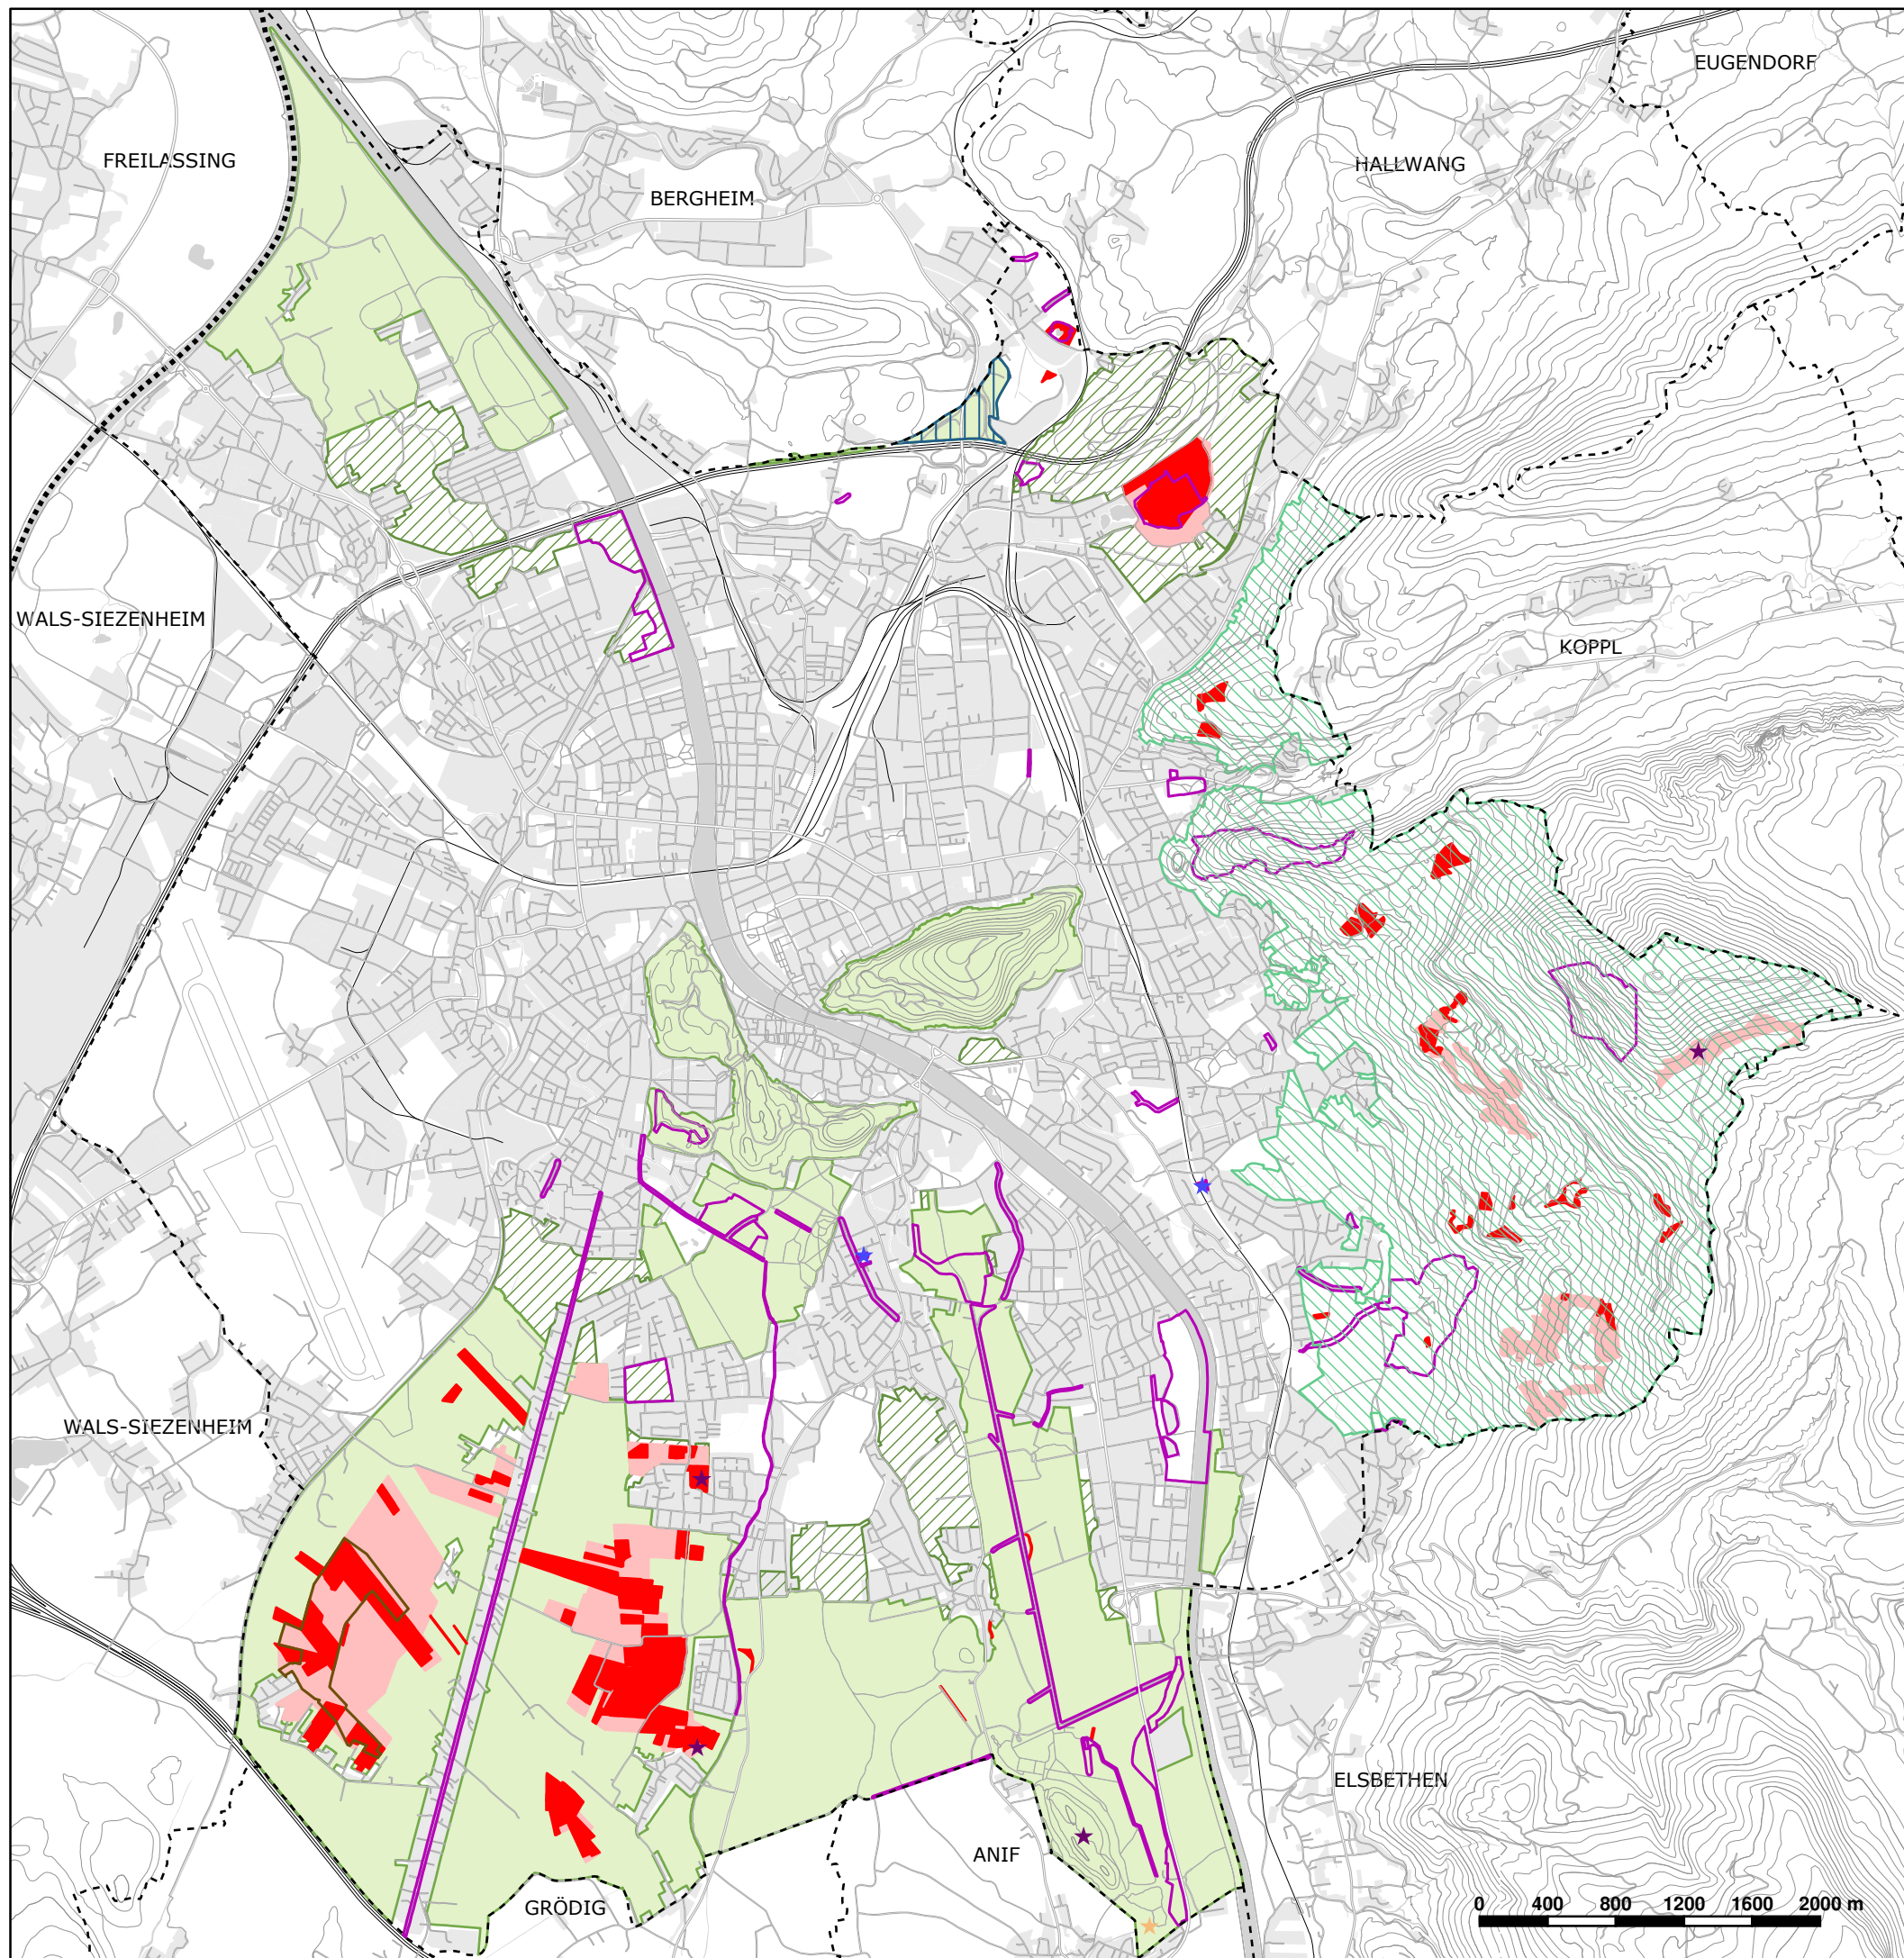 EUGENDORF
FREILASSING
HALLWANG
BERGHEIM
WALS-SIEZENHEIM
KOPPL
WALS-SIEZENHEIM
ELSBETHEN
ANIF
GRÖDIG
0 400 800 1200 1600 2000 m